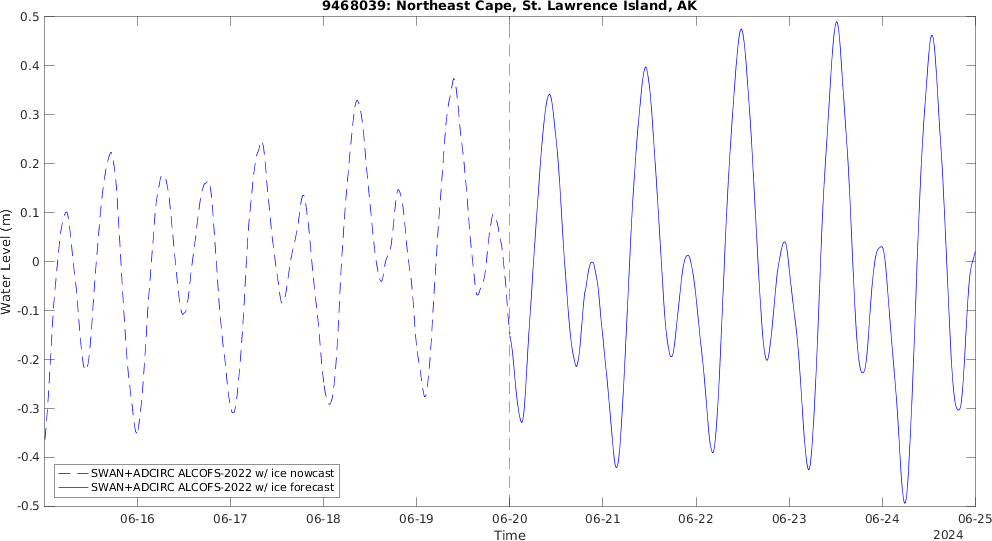 9468039: Northeast Cape, St. Lawrence Island, AK
Water Level (m)
0.5
0.4
0.3
0.2
0.1
0
-0.1
-0.2
-0.3
-0.4
-0.5
SWAN+ADCIRC ALCOFS-2022 w/ ice nowcast
SWAN+ADCIRC ALCOFS-2022 w/ ice forecast
06-16 06-17 06-18 06-19 06-20 06-21 06-22 06-23 06-24 06-25
Time
2024